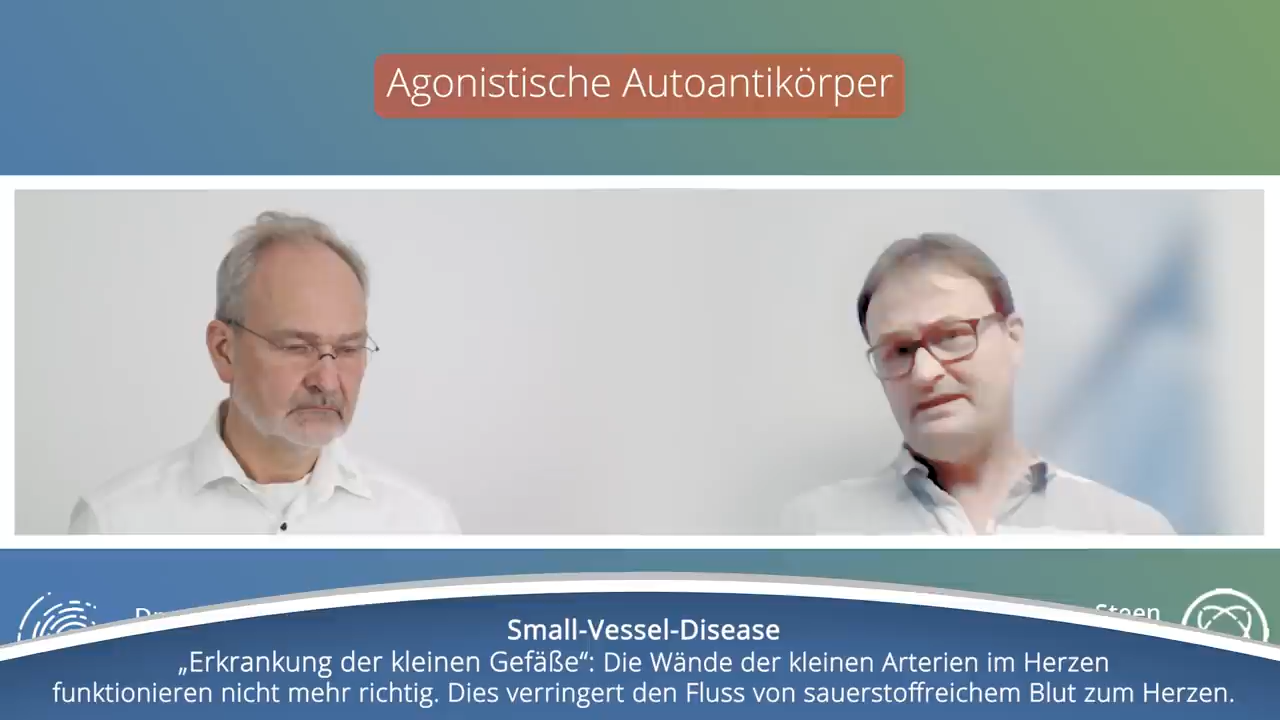 Agonistische Autoantikörper
Steen
Small-Vessel-Disease
„Erkrankung der kleinen Gefäße“: Die Wände der kleinen Arterien im Herzen
funktionieren nicht mehr richtig. Dies verringert den Fluss von sauerstoffreichem Blut zum Herzen.